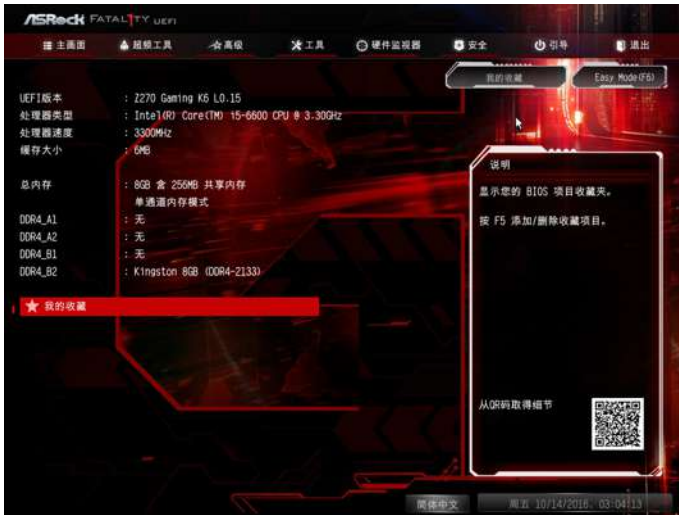 ASRock FATAL1TY UEFI
主画面 超频工具 高级 工具 硬件监视器 安全 引导 退出
我的收藏 Easy Mode(F6)
UEFI版本 : Z270 Gaming K6 L0.15
处理器类型 : Intel(R) Core(TM) i5-6600 CPU @ 3.30GHz
处理器速度 : 3300MHz
缓存大小 : 6MB
总内存 : 8GB 含 256MB 共享内存
单通道内存模式
DDR4_A1 : 无
DDR4_A2 : 无
DDR4_B1 : 无
DDR4_B2 : Kingston 8GB (DDR4-2133)
我的收藏
说明
显示您的 BIOS 项目收藏夹。
按 F5 添加/删除收藏项目。
从QR码取得细节
简体中文 周五 10/14/2016, 03:04:13